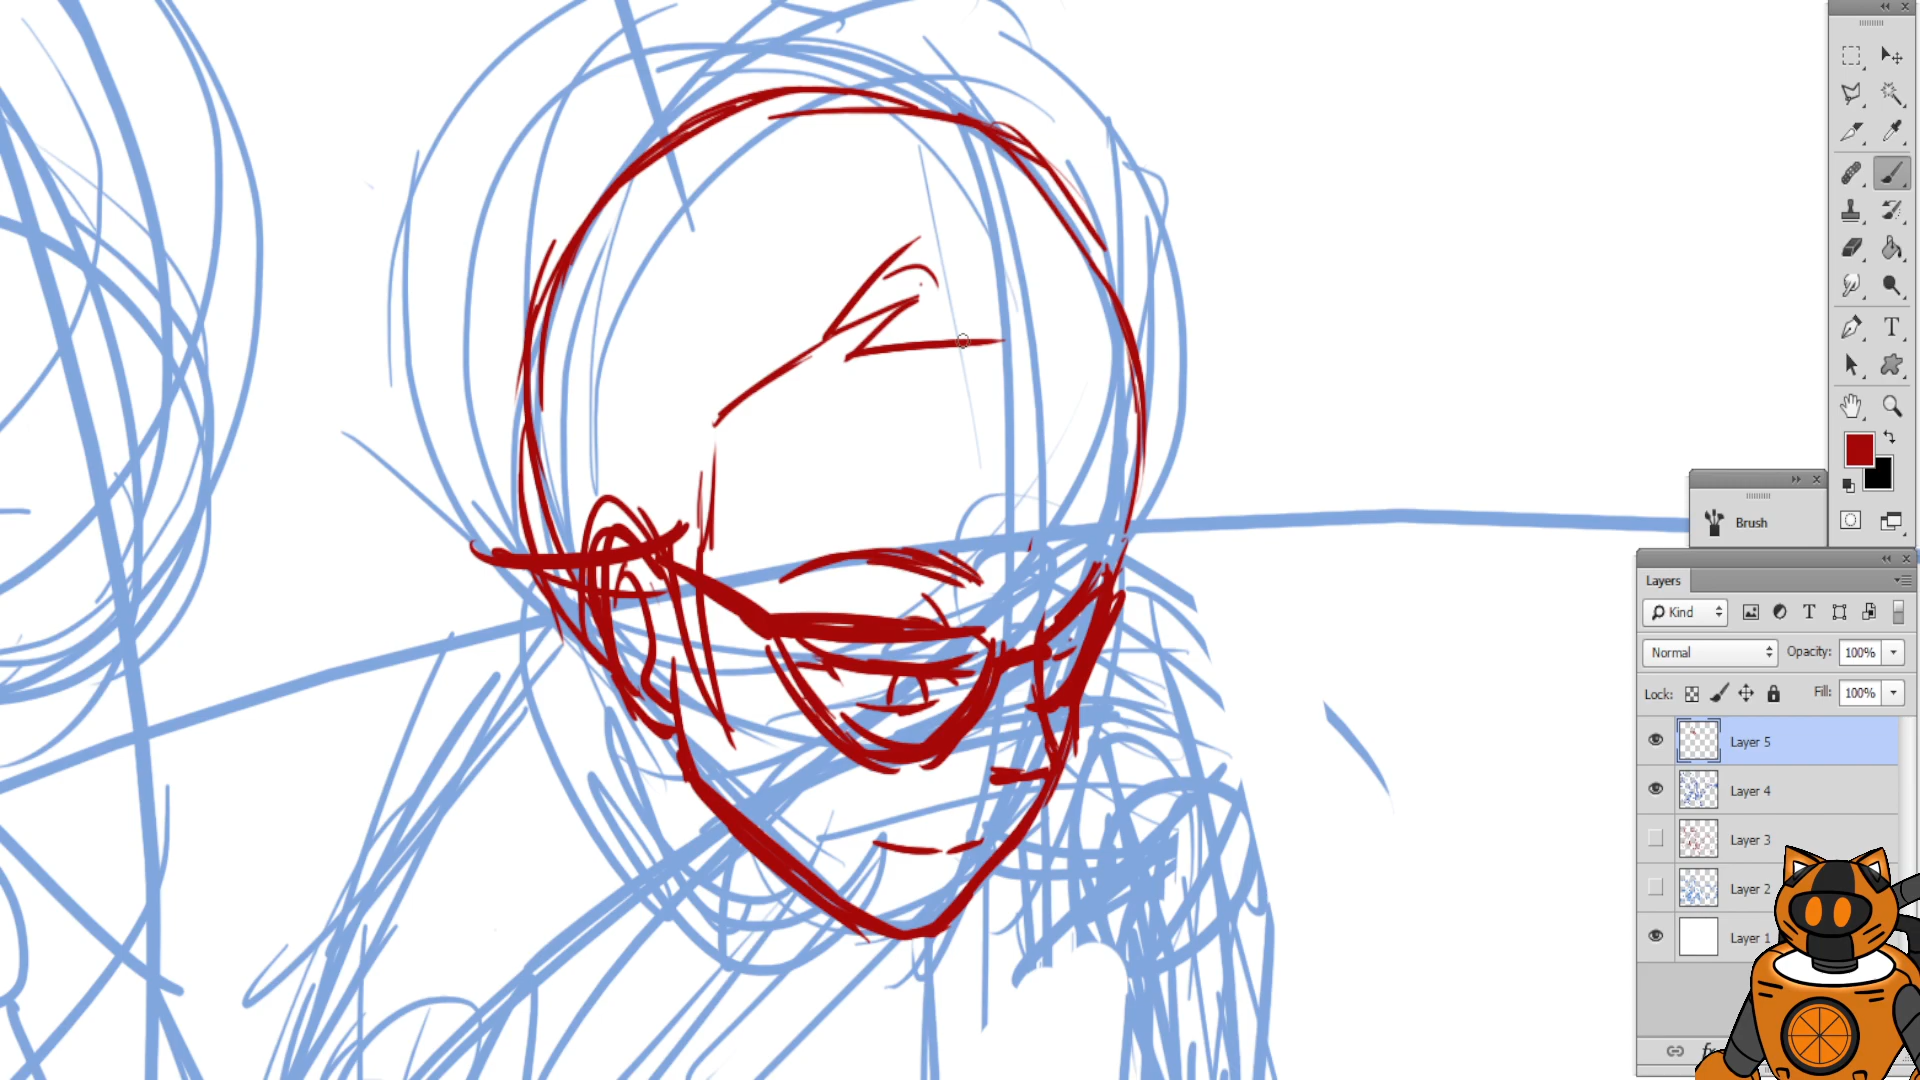 T
Brush
Layers
Kind
T
Normal
Opacity: 100%
Lock:
Fill: 100%
Layer 5
Layer 4
Layer 3
Layer 2
Layer 1
fx